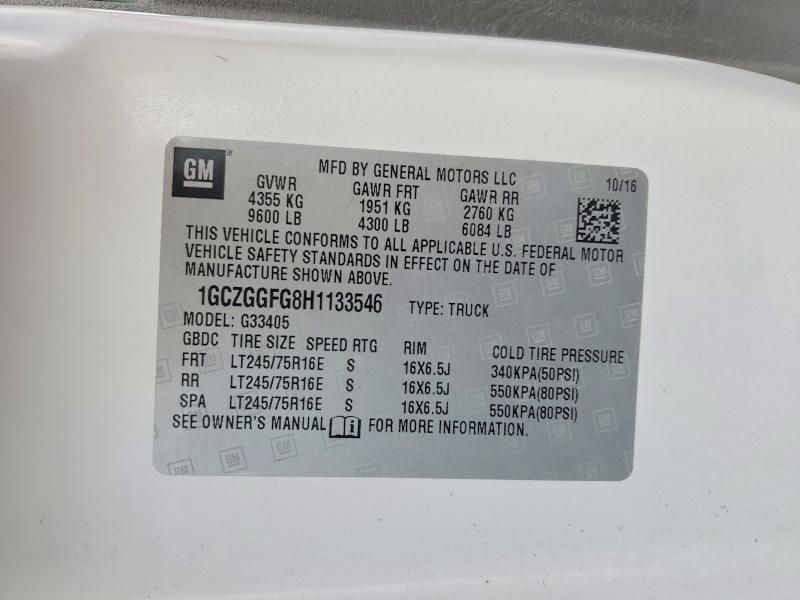 GM
MFD BY GENERAL MOTORS LLC
10/16
GVWR GAWR FRT GAWR RR
4355 KG 1951 KG 2760 KG
9600 LB 4300 LB 6084 LB
THIS VEHICLE CONFORMS TO ALL APPLICABLE U.S. FEDERAL MOTOR
VEHICLE SAFETY STANDARDS IN EFFECT ON THE DATE OF
MANUFACTURE SHOWN ABOVE.
1GCZGGFG8H1133546 TYPE: TRUCK
MODEL: G33405
GBDC TIRE SIZE SPEED RTG RIM COLD TIRE PRESSURE
FRT LT245/75R16E S 16X6.5J 340KPA(50PSI)
RR LT245/75R16E S 16X6.5J 550KPA(80PSI)
SPA LT245/75R16E S 16X6.5J 550KPA(80PSI)
SEE OWNER'S MANUAL i FOR MORE INFORMATION.